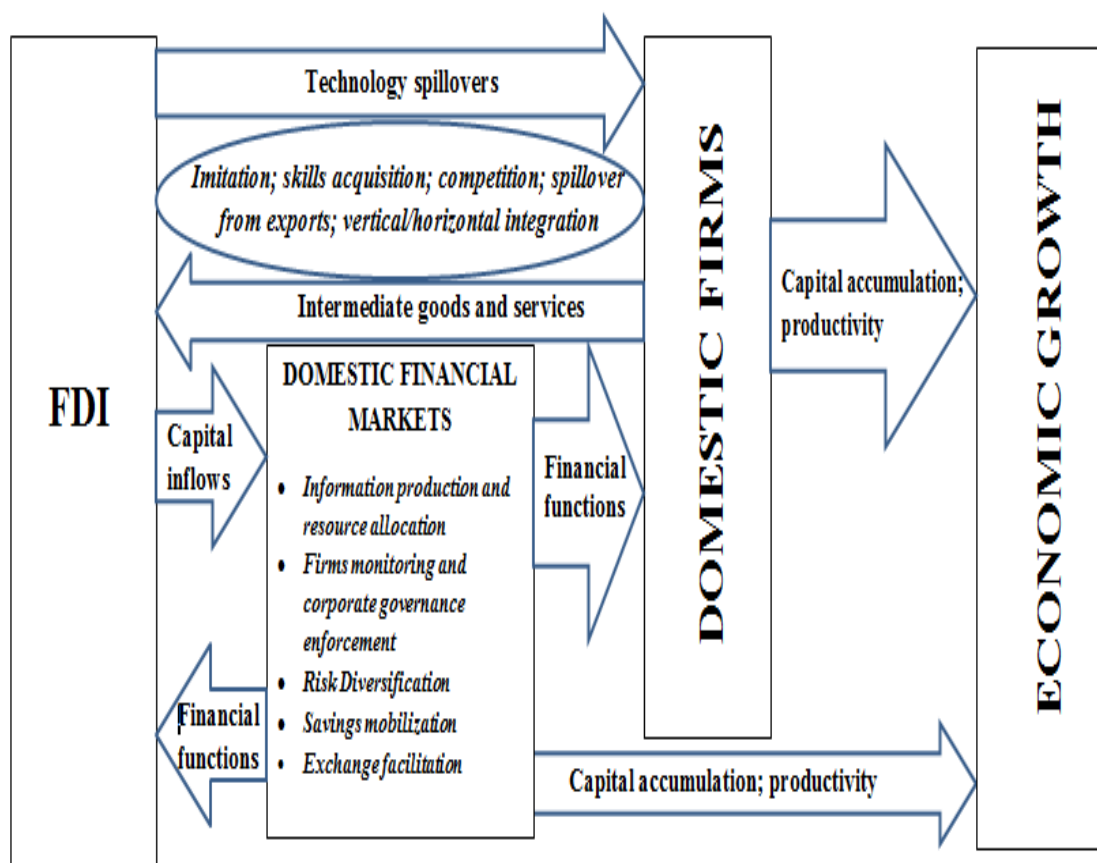 Technology spillovers
Imitation; skills acquisition; competition; spillover
from exports; vertical/horizontal integration
Intermediate goods and services
FDI
Capital
inflows
DOMESTIC FINANCIAL
MARKETS
• Information production and
resource allocation
• Firms monitoring and
corporate governance
enforcement
• Risk Diversification
• Savings mobilization
• Exchange facilitation
Financial
functions
Financial
functions
DOMESTIC FIRMS
Capital accumulation;
productivity
Capital accumulation; productivity
ECONOMIC GROWTH